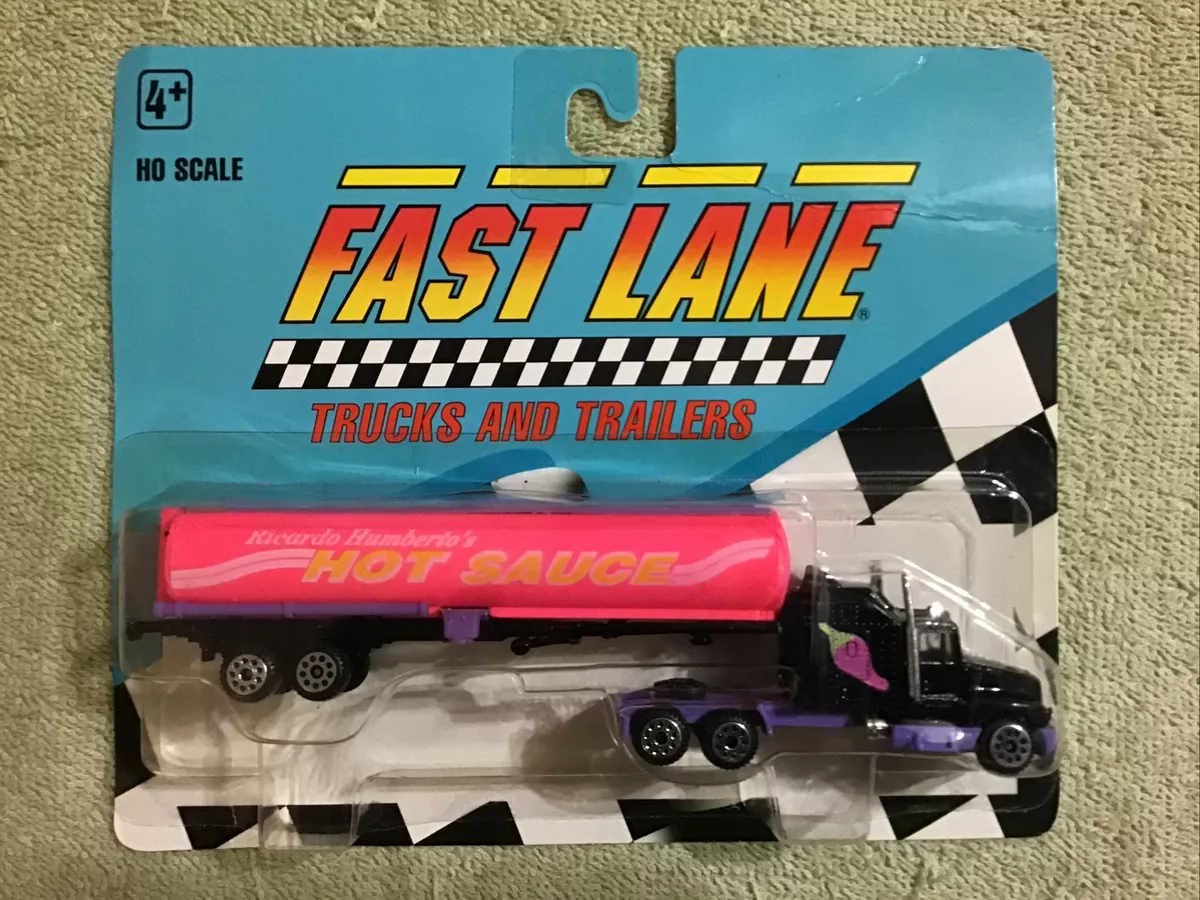 4+
HO SCALE
FAST LANE®
TRUCKS AND TRAILERS
Ricardo Humberto's
HOT SAUCE